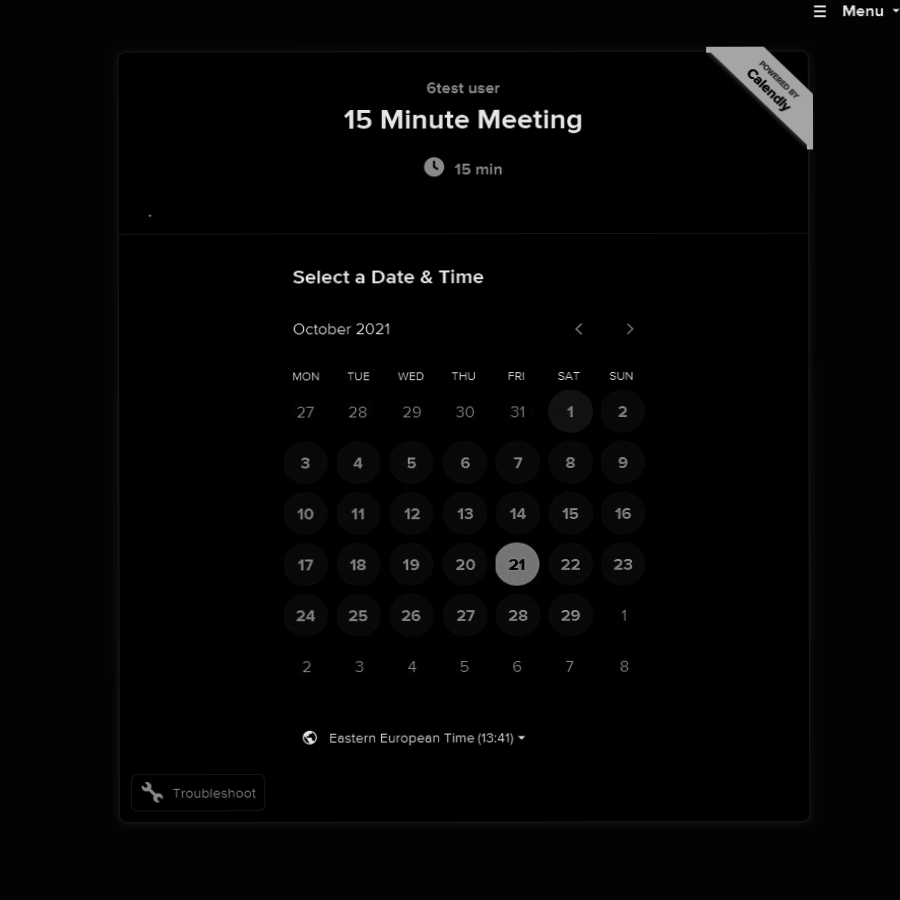 ☰ Menu
POWERED BY
Calendly
6test user
15 Minute Meeting
15 min
Select a Date & Time
October 2021 < >
MON TUE WED THU FRI SAT SUN
27 28 29 30 31 1 2
3 4 5 6 7 8 9
10 11 12 13 14 15 16
17 18 19 20 21 22 23
24 25 26 27 28 29 1
2 3 4 5 6 7 8
Eastern European Time (13:41)
Troubleshoot